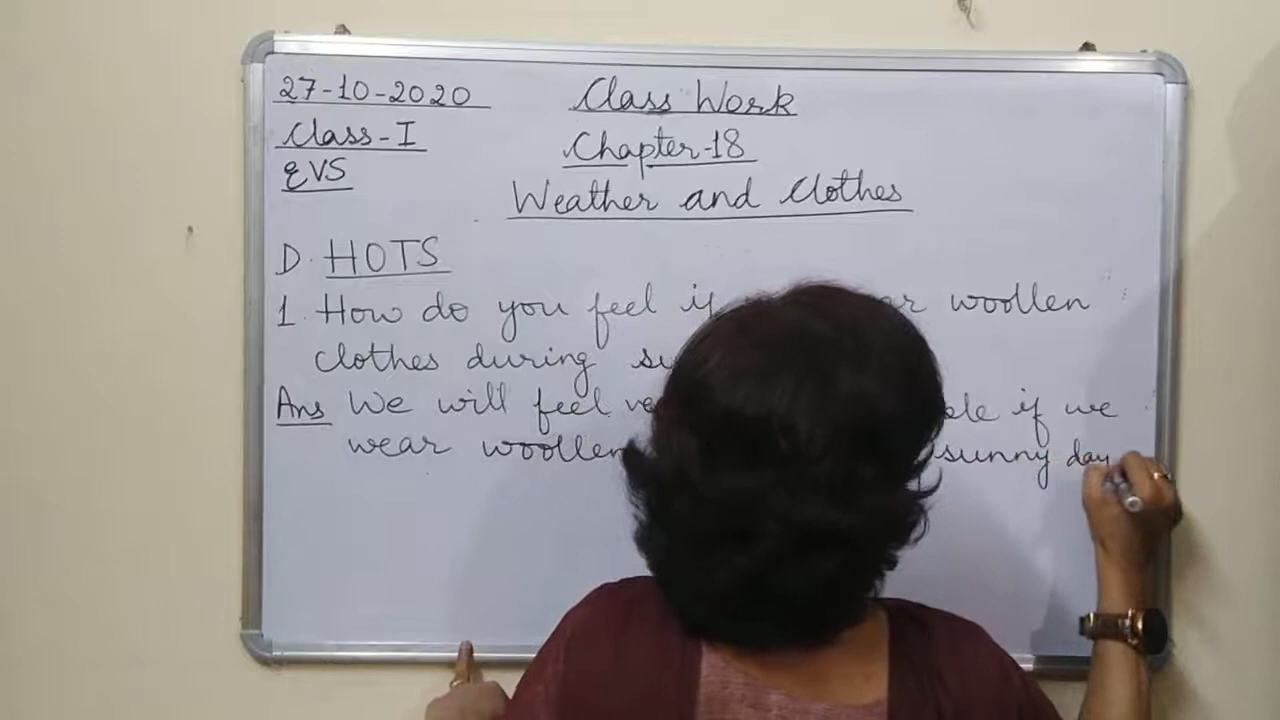 27-10-2020 Class Work
Class-I Chapter-18
EVS
Weather and Clothes
D. HOTS
1. How do you feel if woollen
clothes during
Ans We will feel if we
wear woollen sunny day